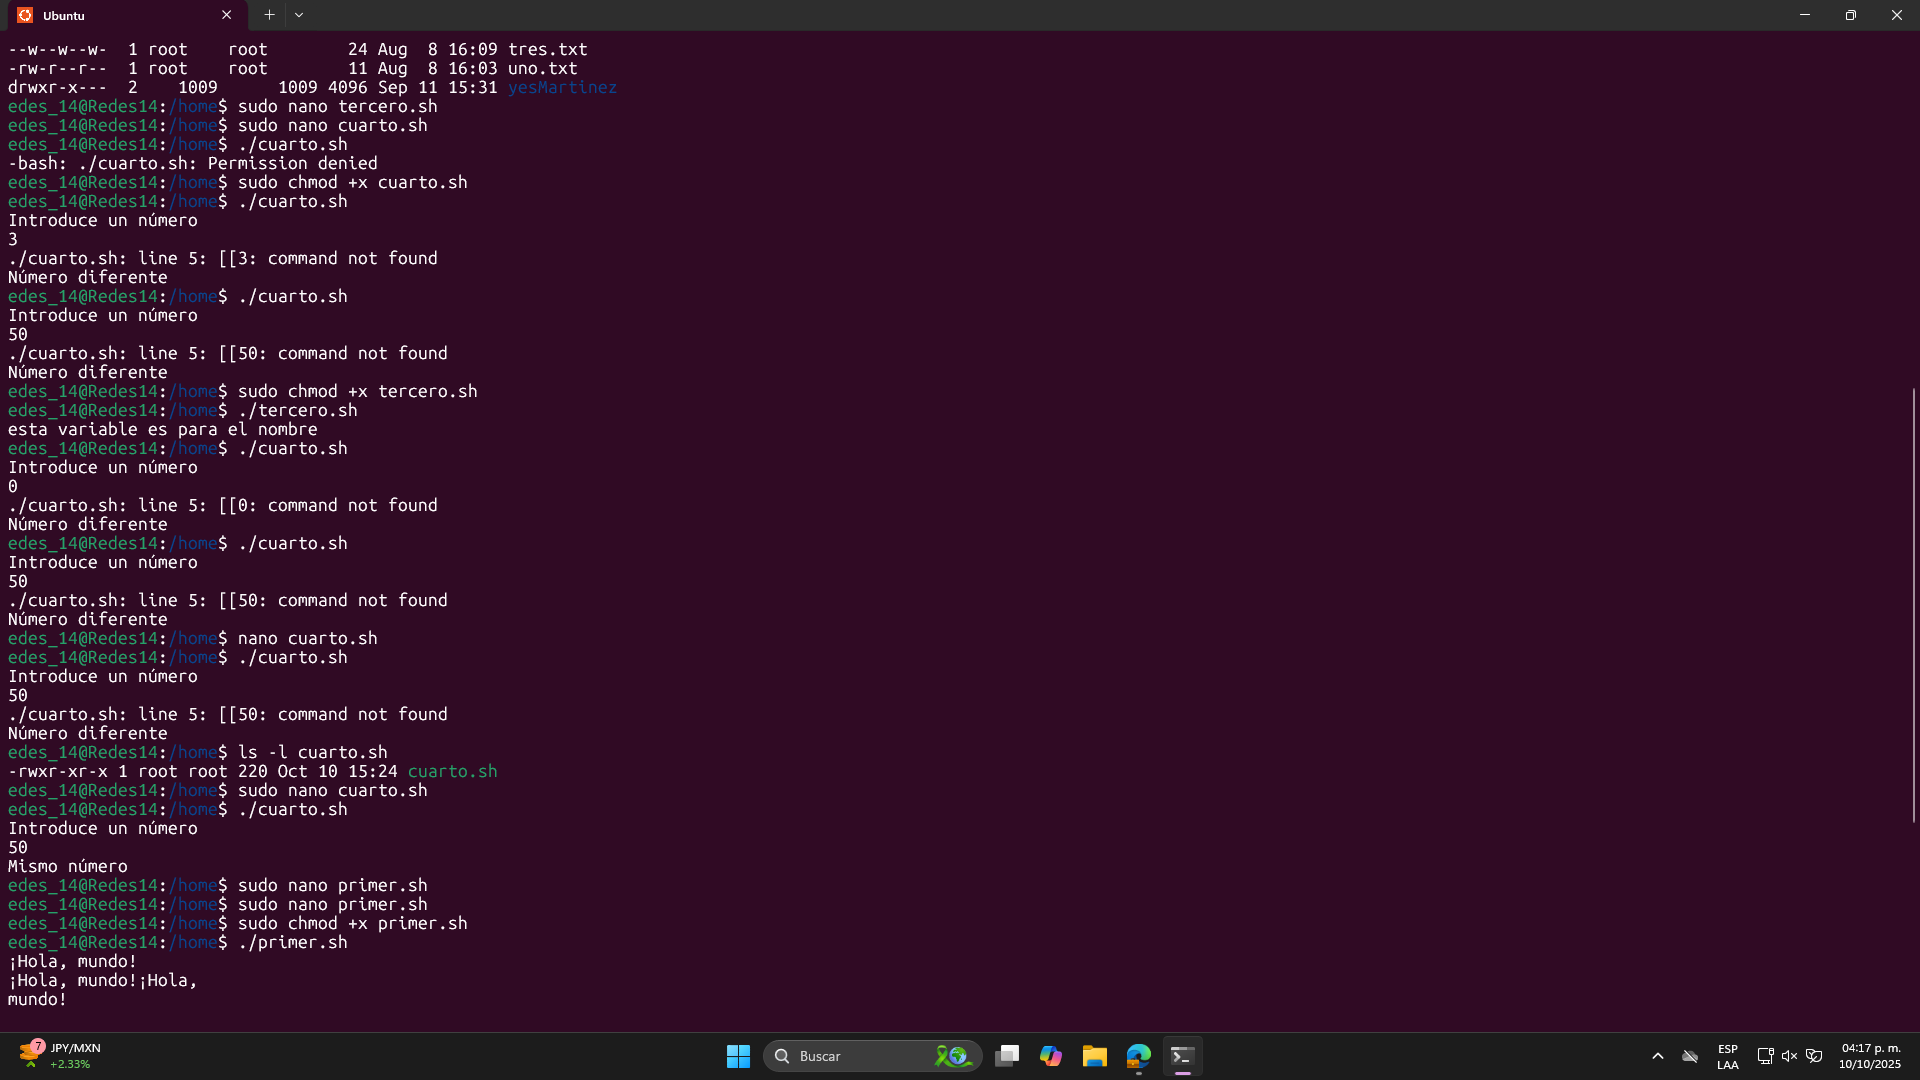 Ubuntu
--w--w--w-  1 root    root        24 Aug  8 16:09 tres.txt
-rw-r--r--  1 root    root        11 Aug  8 16:03 uno.txt
drwxr-x---  2    1009      1009 4096 Sep 11 15:31 yesMartinez
edes_14@Redes14:/home$ sudo nano tercero.sh
edes_14@Redes14:/home$ sudo nano cuarto.sh
edes_14@Redes14:/home$ ./cuarto.sh
-bash: ./cuarto.sh: Permission denied
edes_14@Redes14:/home$ sudo chmod +x cuarto.sh
edes_14@Redes14:/home$ ./cuarto.sh
Introduce un número
3
./cuarto.sh: line 5: [[3: command not found
Número diferente
edes_14@Redes14:/home$ ./cuarto.sh
Introduce un número
50
./cuarto.sh: line 5: [[50: command not found
Número diferente
edes_14@Redes14:/home$ sudo chmod +x tercero.sh
edes_14@Redes14:/home$ ./tercero.sh
esta variable es para el nombre
edes_14@Redes14:/home$ ./cuarto.sh
Introduce un número
0
./cuarto.sh: line 5: [[0: command not found
Número diferente
edes_14@Redes14:/home$ ./cuarto.sh
Introduce un número
50
./cuarto.sh: line 5: [[50: command not found
Número diferente
edes_14@Redes14:/home$ nano cuarto.sh
edes_14@Redes14:/home$ ./cuarto.sh
Introduce un número
50
./cuarto.sh: line 5: [[50: command not found
Número diferente
edes_14@Redes14:/home$ ls -l cuarto.sh
-rwxr-xr-x 1 root root 220 Oct 10 15:24 cuarto.sh
edes_14@Redes14:/home$ sudo nano cuarto.sh
edes_14@Redes14:/home$ ./cuarto.sh
Introduce un número
50
Mismo número
edes_14@Redes14:/home$ sudo nano primer.sh
edes_14@Redes14:/home$ sudo nano primer.sh
edes_14@Redes14:/home$ sudo chmod +x primer.sh
edes_14@Redes14:/home$ ./primer.sh
¡Hola, mundo!
¡Hola, mundo!¡Hola,
mundo!
7
JPY/MXN
+2.33%
Buscar
ESP
LAA
04:17 p. m.
10/10/2025